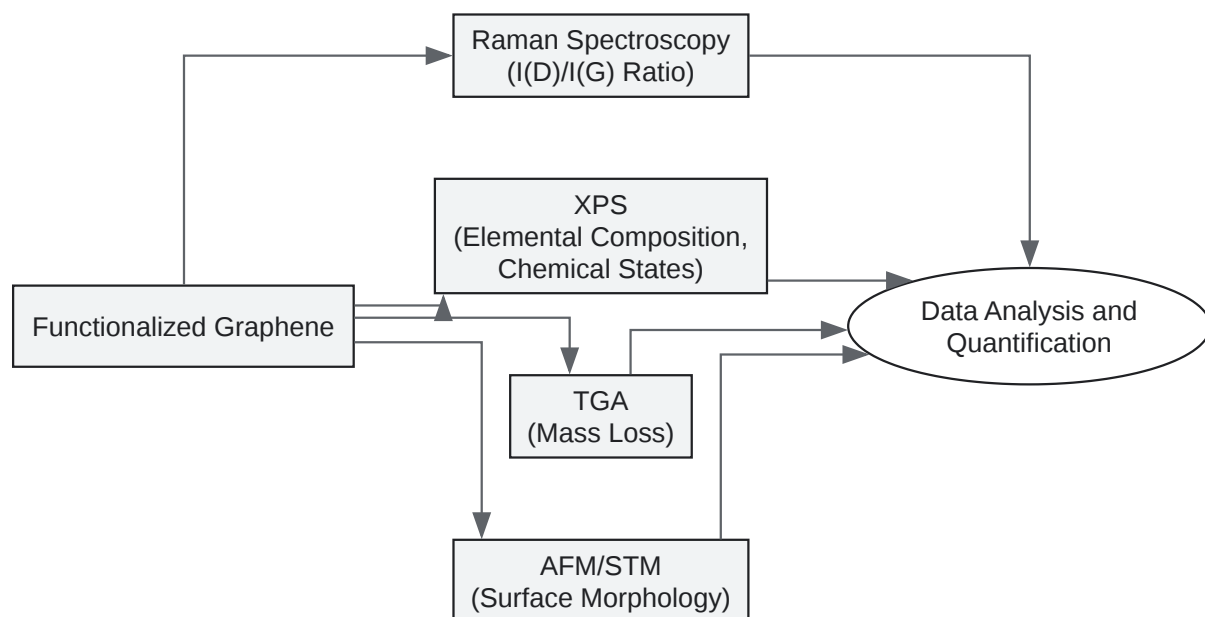 Raman Spectroscopy
(I(D)/I(G) Ratio)
XPS
(Elemental Composition,
Chemical States)
Functionalized Graphene
Data Analysis and
Quantification
TGA
(Mass Loss)
AFM/STM
(Surface Morphology)